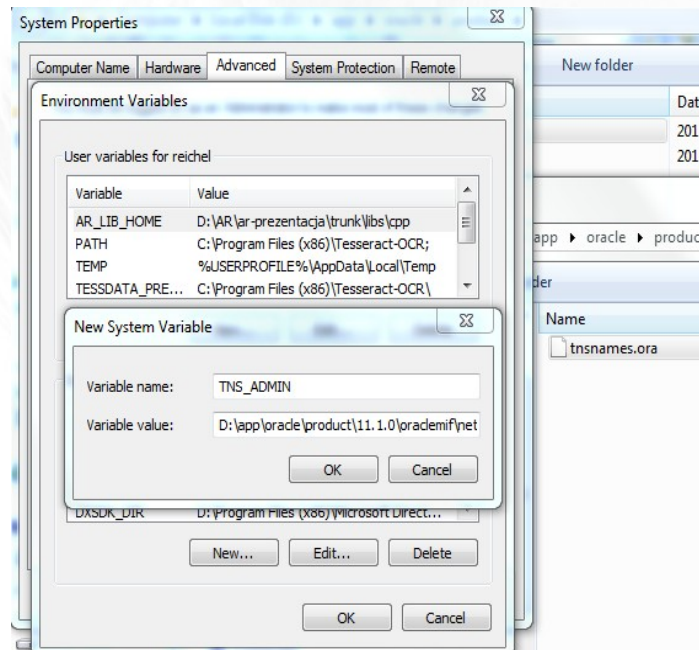 System Properties
Computer Name Hardware Advanced System Protection Remote
New folder
Environment Variables
Dat
201
201
User variables for reichel
Variable Value
AR_LIB_HOME D:\AR\ar-prezentacja\trunk\libs\cpp
PATH C:\Program Files (x86)\Tesseract-OCR;
TEMP %USERPROFILE%\AppData\Local\Temp
TESSDATA_PRE... C:\Program Files (x86)\Tesseract-OCR\
app oracle produc
der
Name
tnsnames.ora
New System Variable
Variable name: TNS_ADMIN
Variable value: D:\app\oracle\product\11.1.0\oraclemif\net
OK Cancel
DXSDK_DIR D:\Program Files (x86)\Microsoft Direct...
New... Edit... Delete
OK Cancel